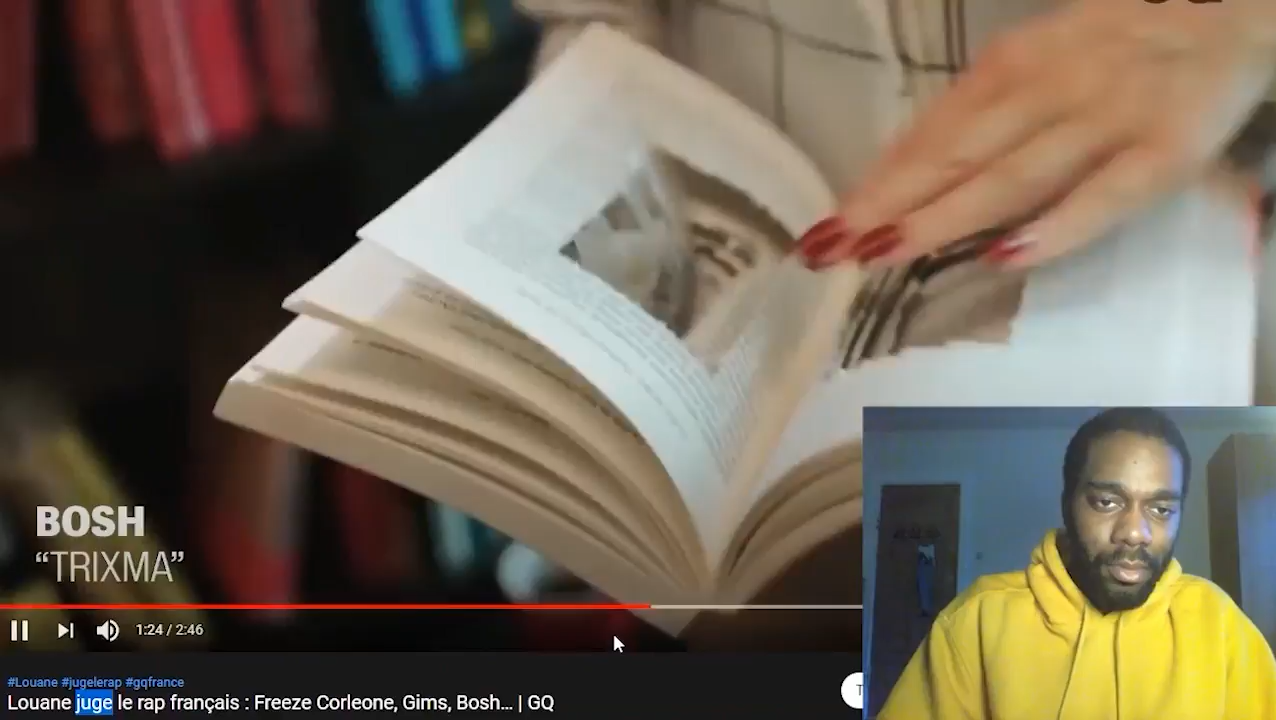 BOSH
“TRIXMA”
1:24 / 2:46
#Louane #jugelerap #gqfrance
Louane juge le rap français : Freeze Corleone, Gims, Bosh... | GQ